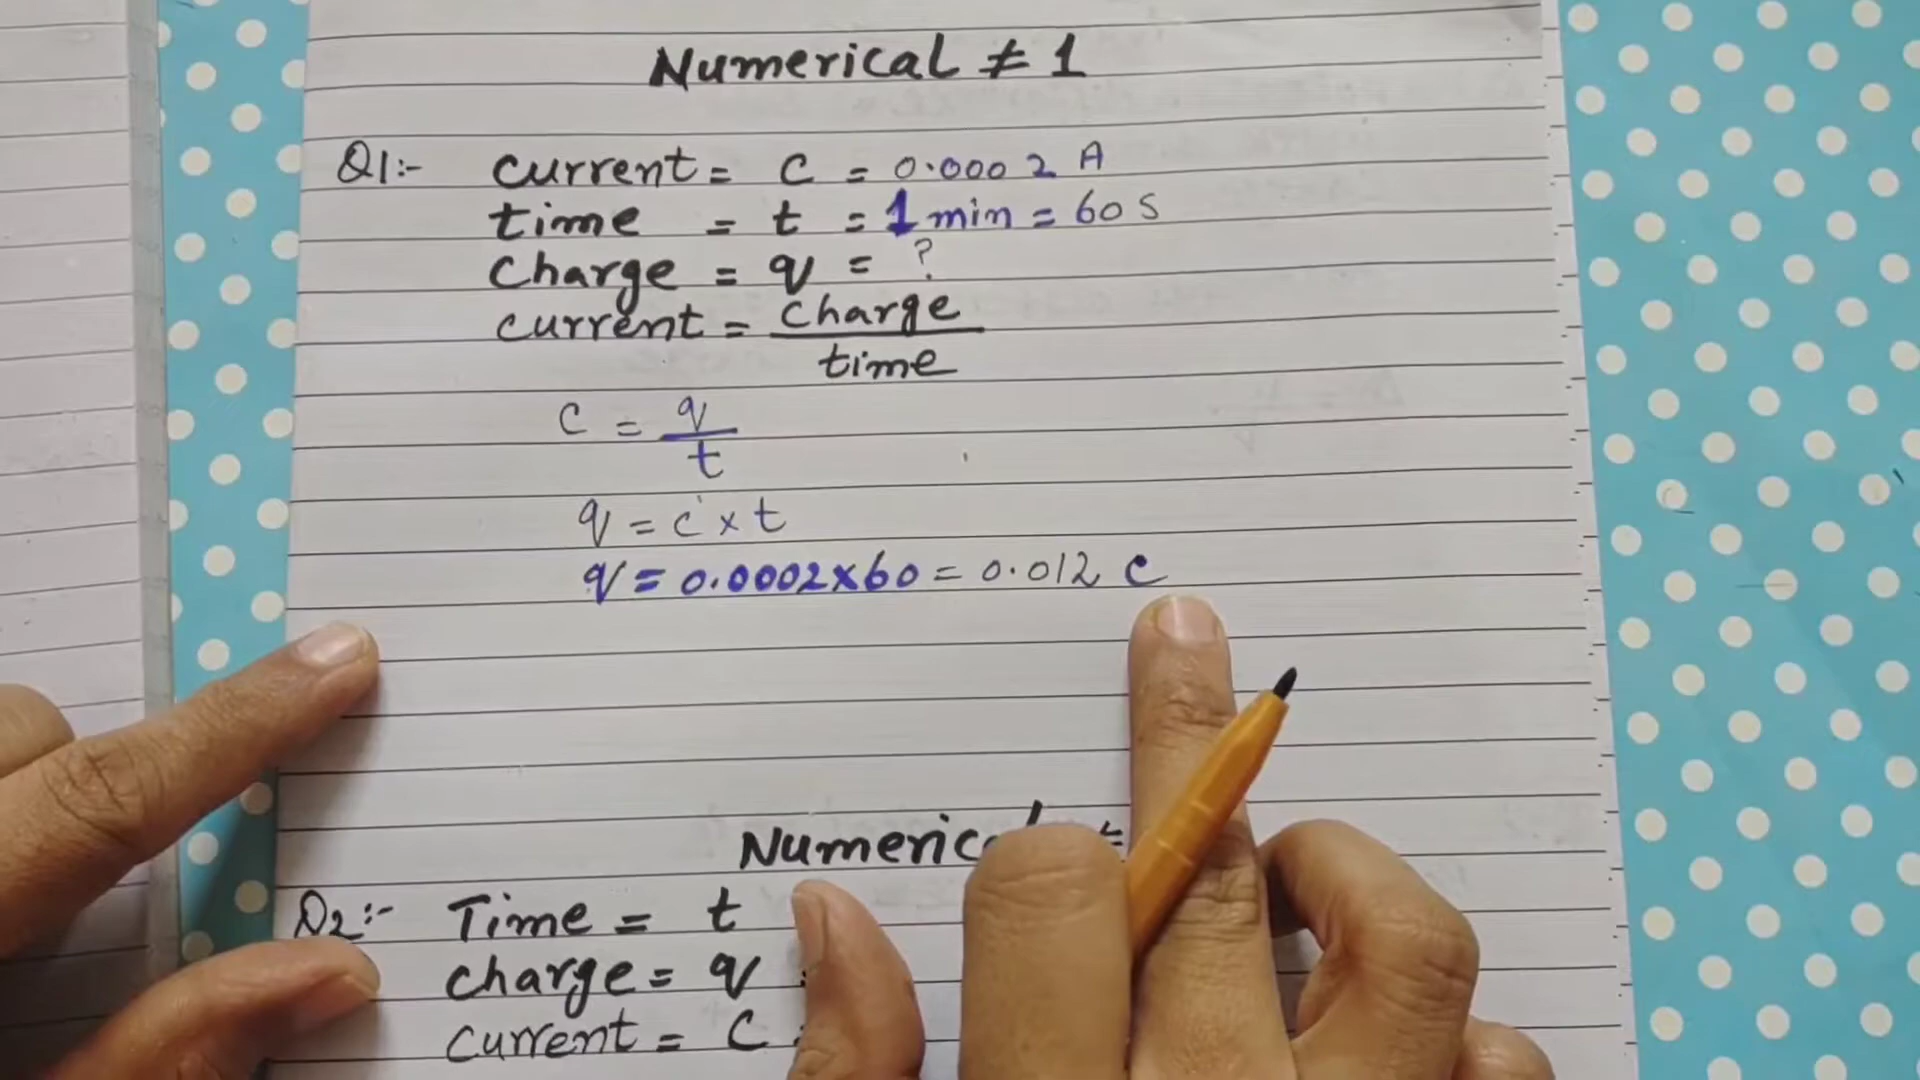 Numerical # 1
Q1:- Current = C = 0.0002 A
time = t = 1 min = 60 S
Charge = q = ?
current = charge / time
C = q / t
q = c x t
q = 0.0002x60 = 0.012 C
Q2:- Time = t
charge = q
current = C